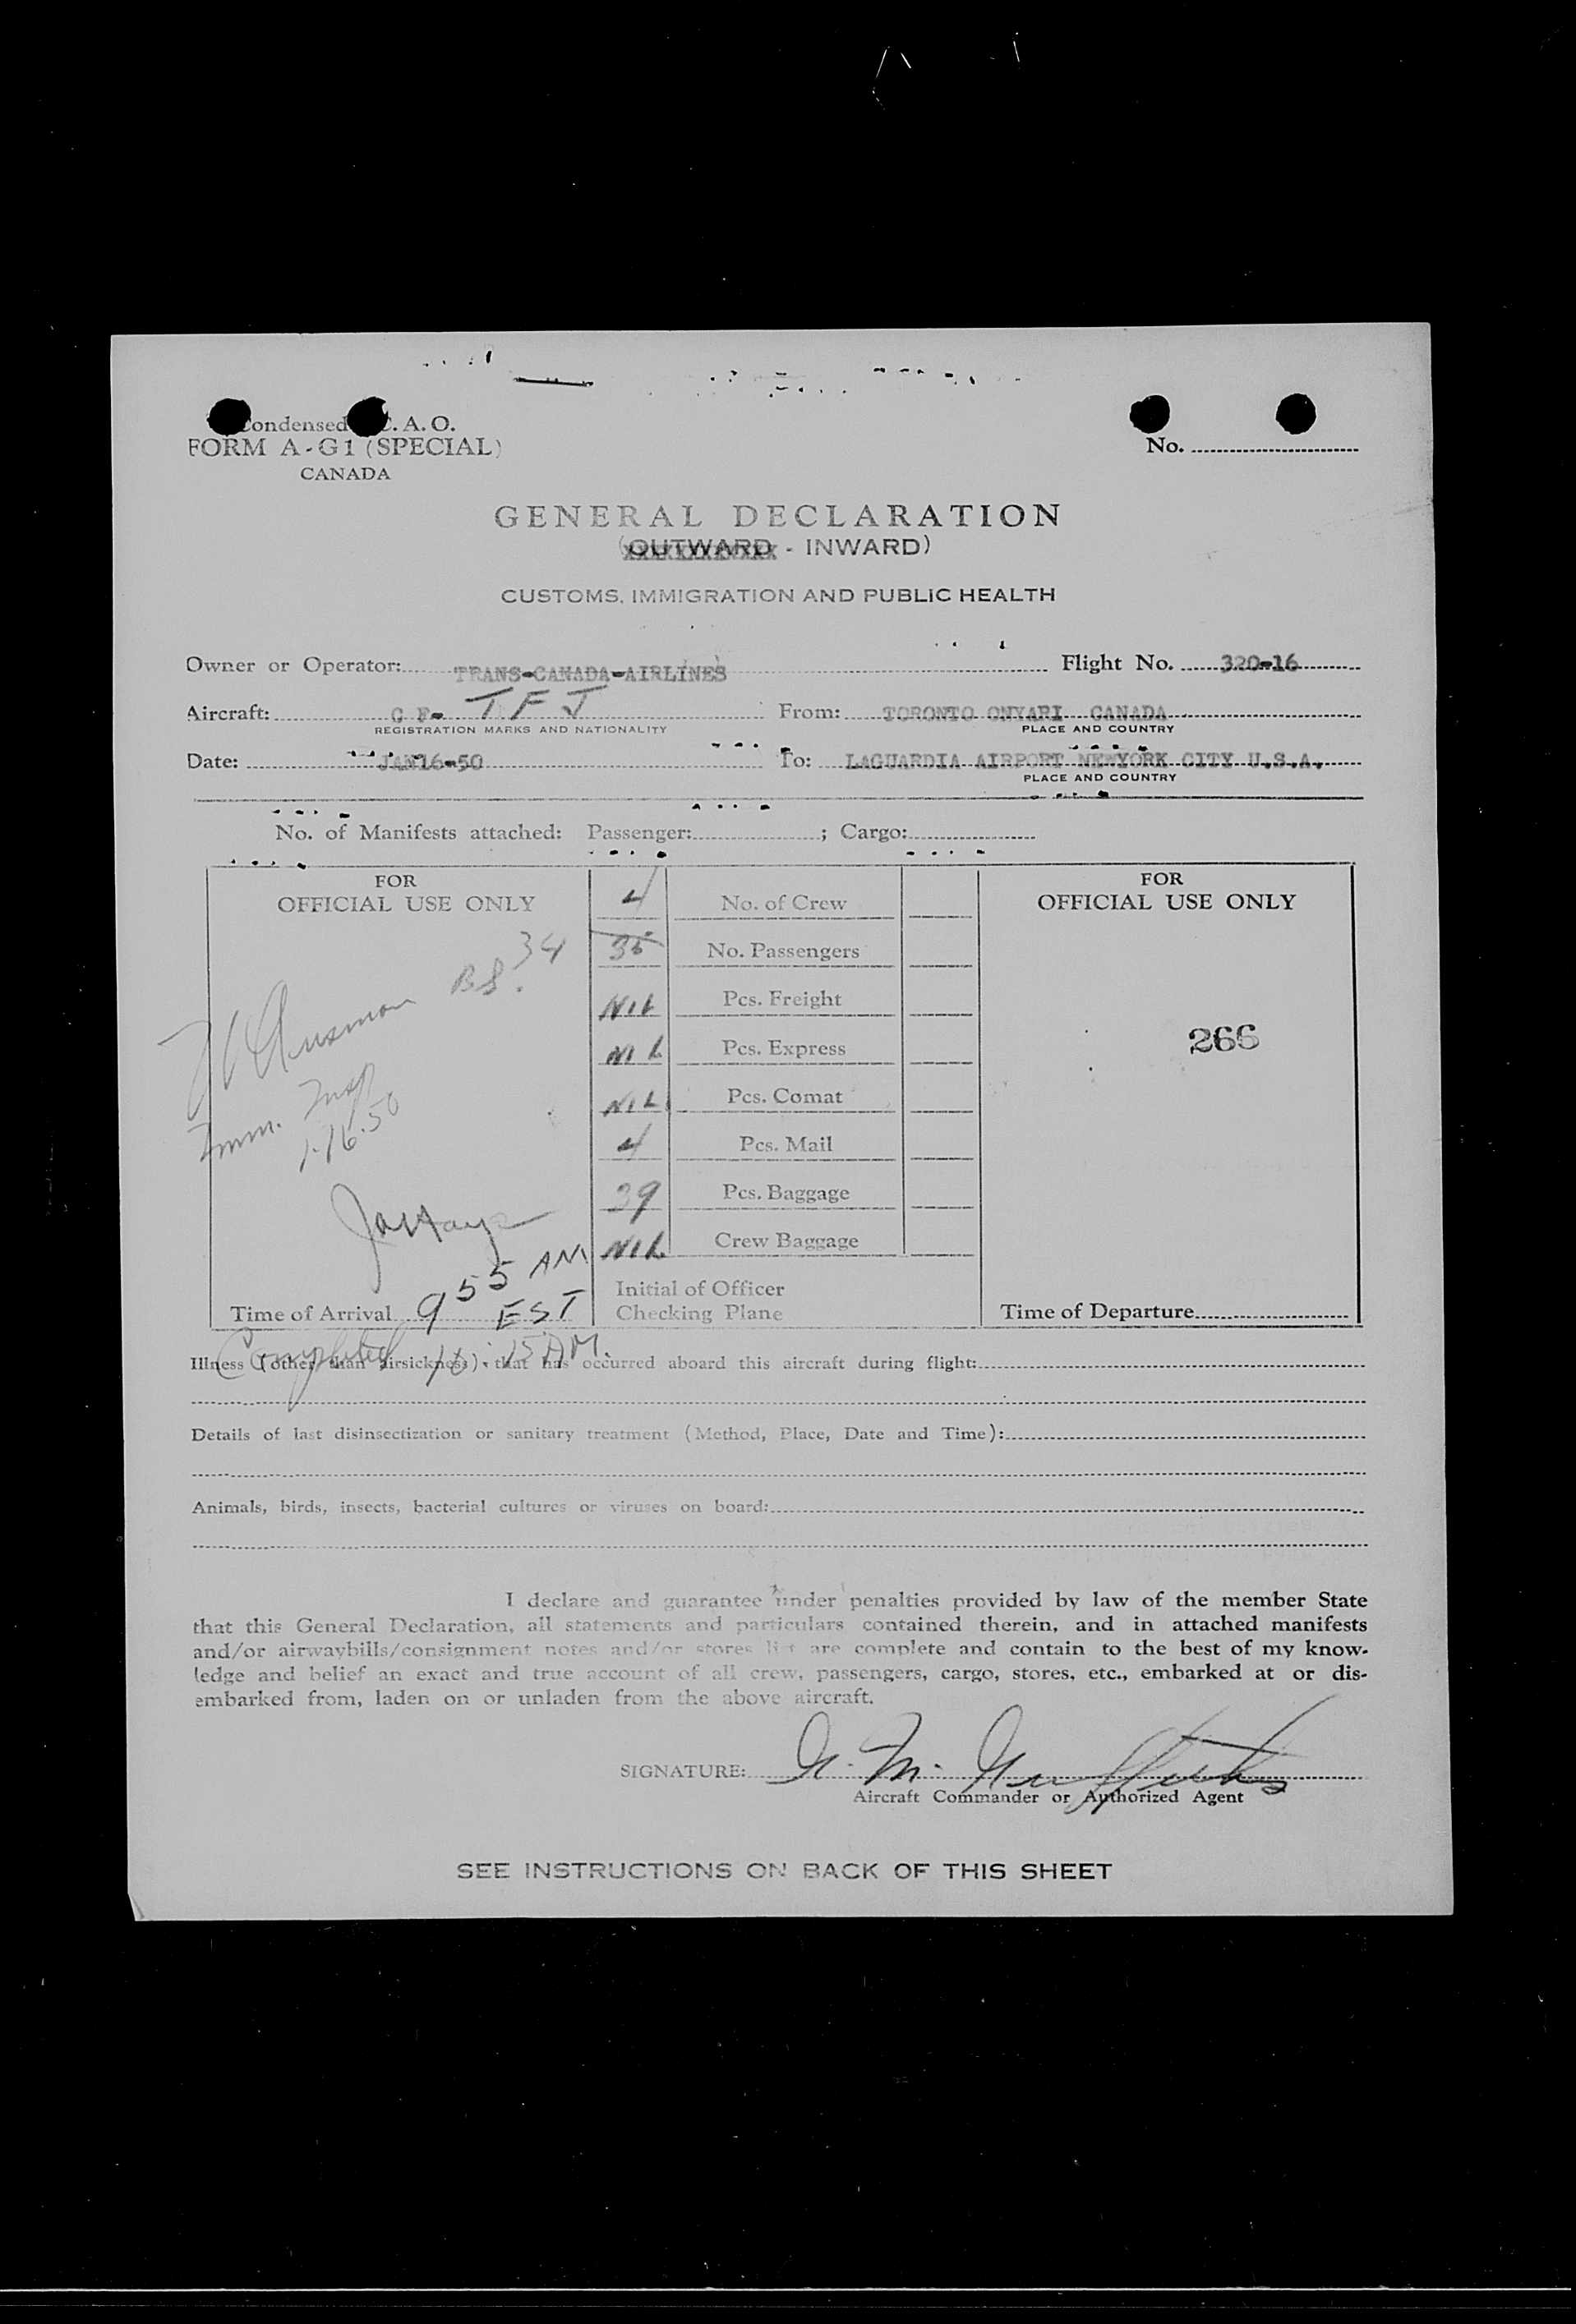 Condensed C. A. O.
FORM A-G1 (SPECIAL)
CANADA
No.
GENERAL DECLARATION
(OUTWARD - INWARD)
CUSTOMS, IMMIGRATION AND PUBLIC HEALTH
Owner or Operator: TRANS-CANADA-AIRLINES Flight No. 320-16
Aircraft: C F- T F J From: TORONTO ONYARI CANADA
REGISTRATION MARKS AND NATIONALITY PLACE AND COUNTRY
Date: JAN16-50 To: LAGUARDIA AIRPORT NEWYORK CITY U.S.A.
PLACE AND COUNTRY
No. of Manifests attached: Passenger: ; Cargo:
FOR
OFFICIAL USE ONLY
34
BS.
Imm. Insp
1.16.50
Time of Arrival 9 55 AM
EST
Completed 10:15 AM.
4 No. of Crew
35 No. Passengers
NIL Pcs. Freight
NIL Pcs. Express
NIL Pcs. Comat
4 Pcs. Mail
39 Pcs. Baggage
NIL Crew Baggage
Initial of Officer
Checking Plane
FOR
OFFICIAL USE ONLY
266
Time of Departure
Illness (other than airsickness), that has occurred aboard this aircraft during flight:
Details of last disinsectization or sanitary treatment (Method, Place, Date and Time):
Animals, birds, insects, bacterial cultures or viruses on board:
I declare and guarantee under penalties provided by law of the member State
that this General Declaration, all statements and particulars contained therein, and in attached manifests
and/or airwaybills/consignment notes and/or stores list are complete and contain to the best of my know-
ledge and belief an exact and true account of all crew, passengers, cargo, stores, etc., embarked at or dis-
embarked from, laden on or unladen from the above aircraft.
SIGNATURE:
Aircraft Commander or Authorized Agent
SEE INSTRUCTIONS ON BACK OF THIS SHEET